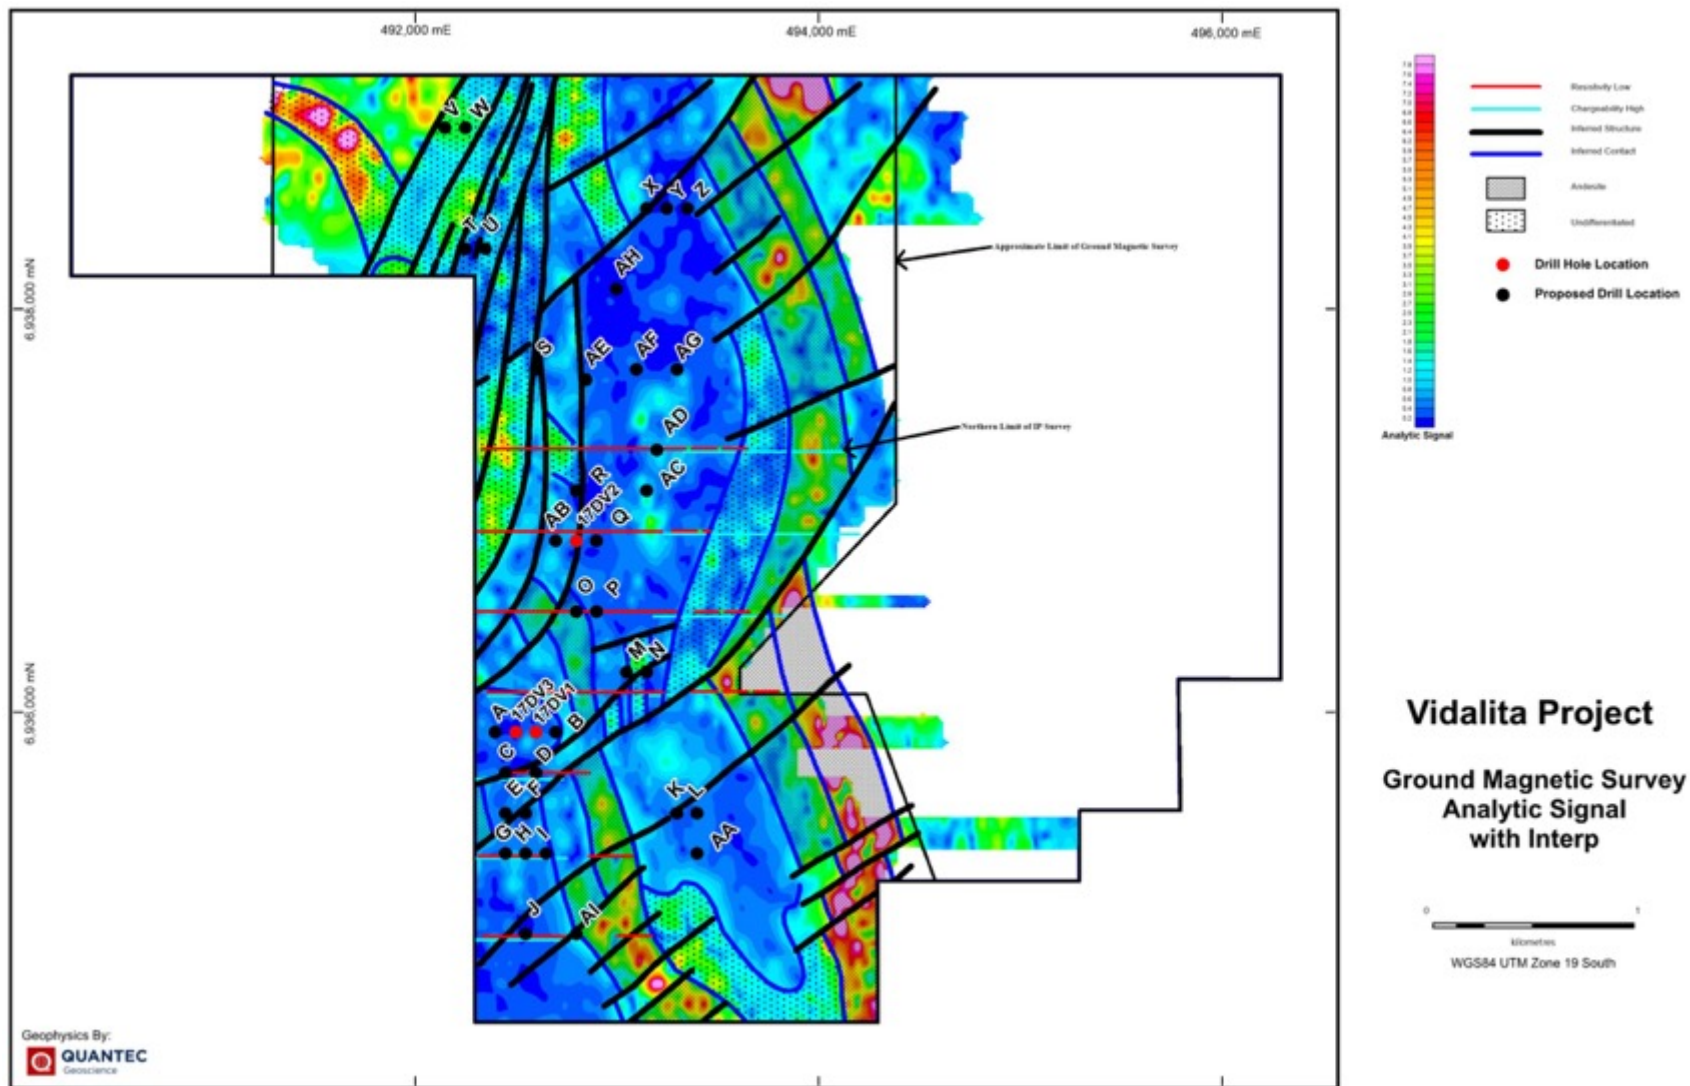 492,000 mE
494,000 mE
496,000 mE
6,938,000 mN
6,936,000 mN
V
W
T
U
X
Y
Z
AH
S
AE
AF
AG
AD
R
AC
AB
17DV2
Q
O
P
M
N
A
17DV3
17DV1
B
C
D
E
F
G
H
I
K
L
AA
J
AI
Approximate Limit of Ground Magnetic Survey
Northern Limit of IP Survey
Analytic Signal
Resistivity Low
Chargeability High
Inferred Structure
Inferred Contact
Andesite
Undifferentiated
Drill Hole Location
Proposed Drill Location
Vidalita Project
Ground Magnetic Survey
Analytic Signal
with Interp
0
1
kilometres
WGS84 UTM Zone 19 South
Geophysics By:
QUANTEC
Geoscience